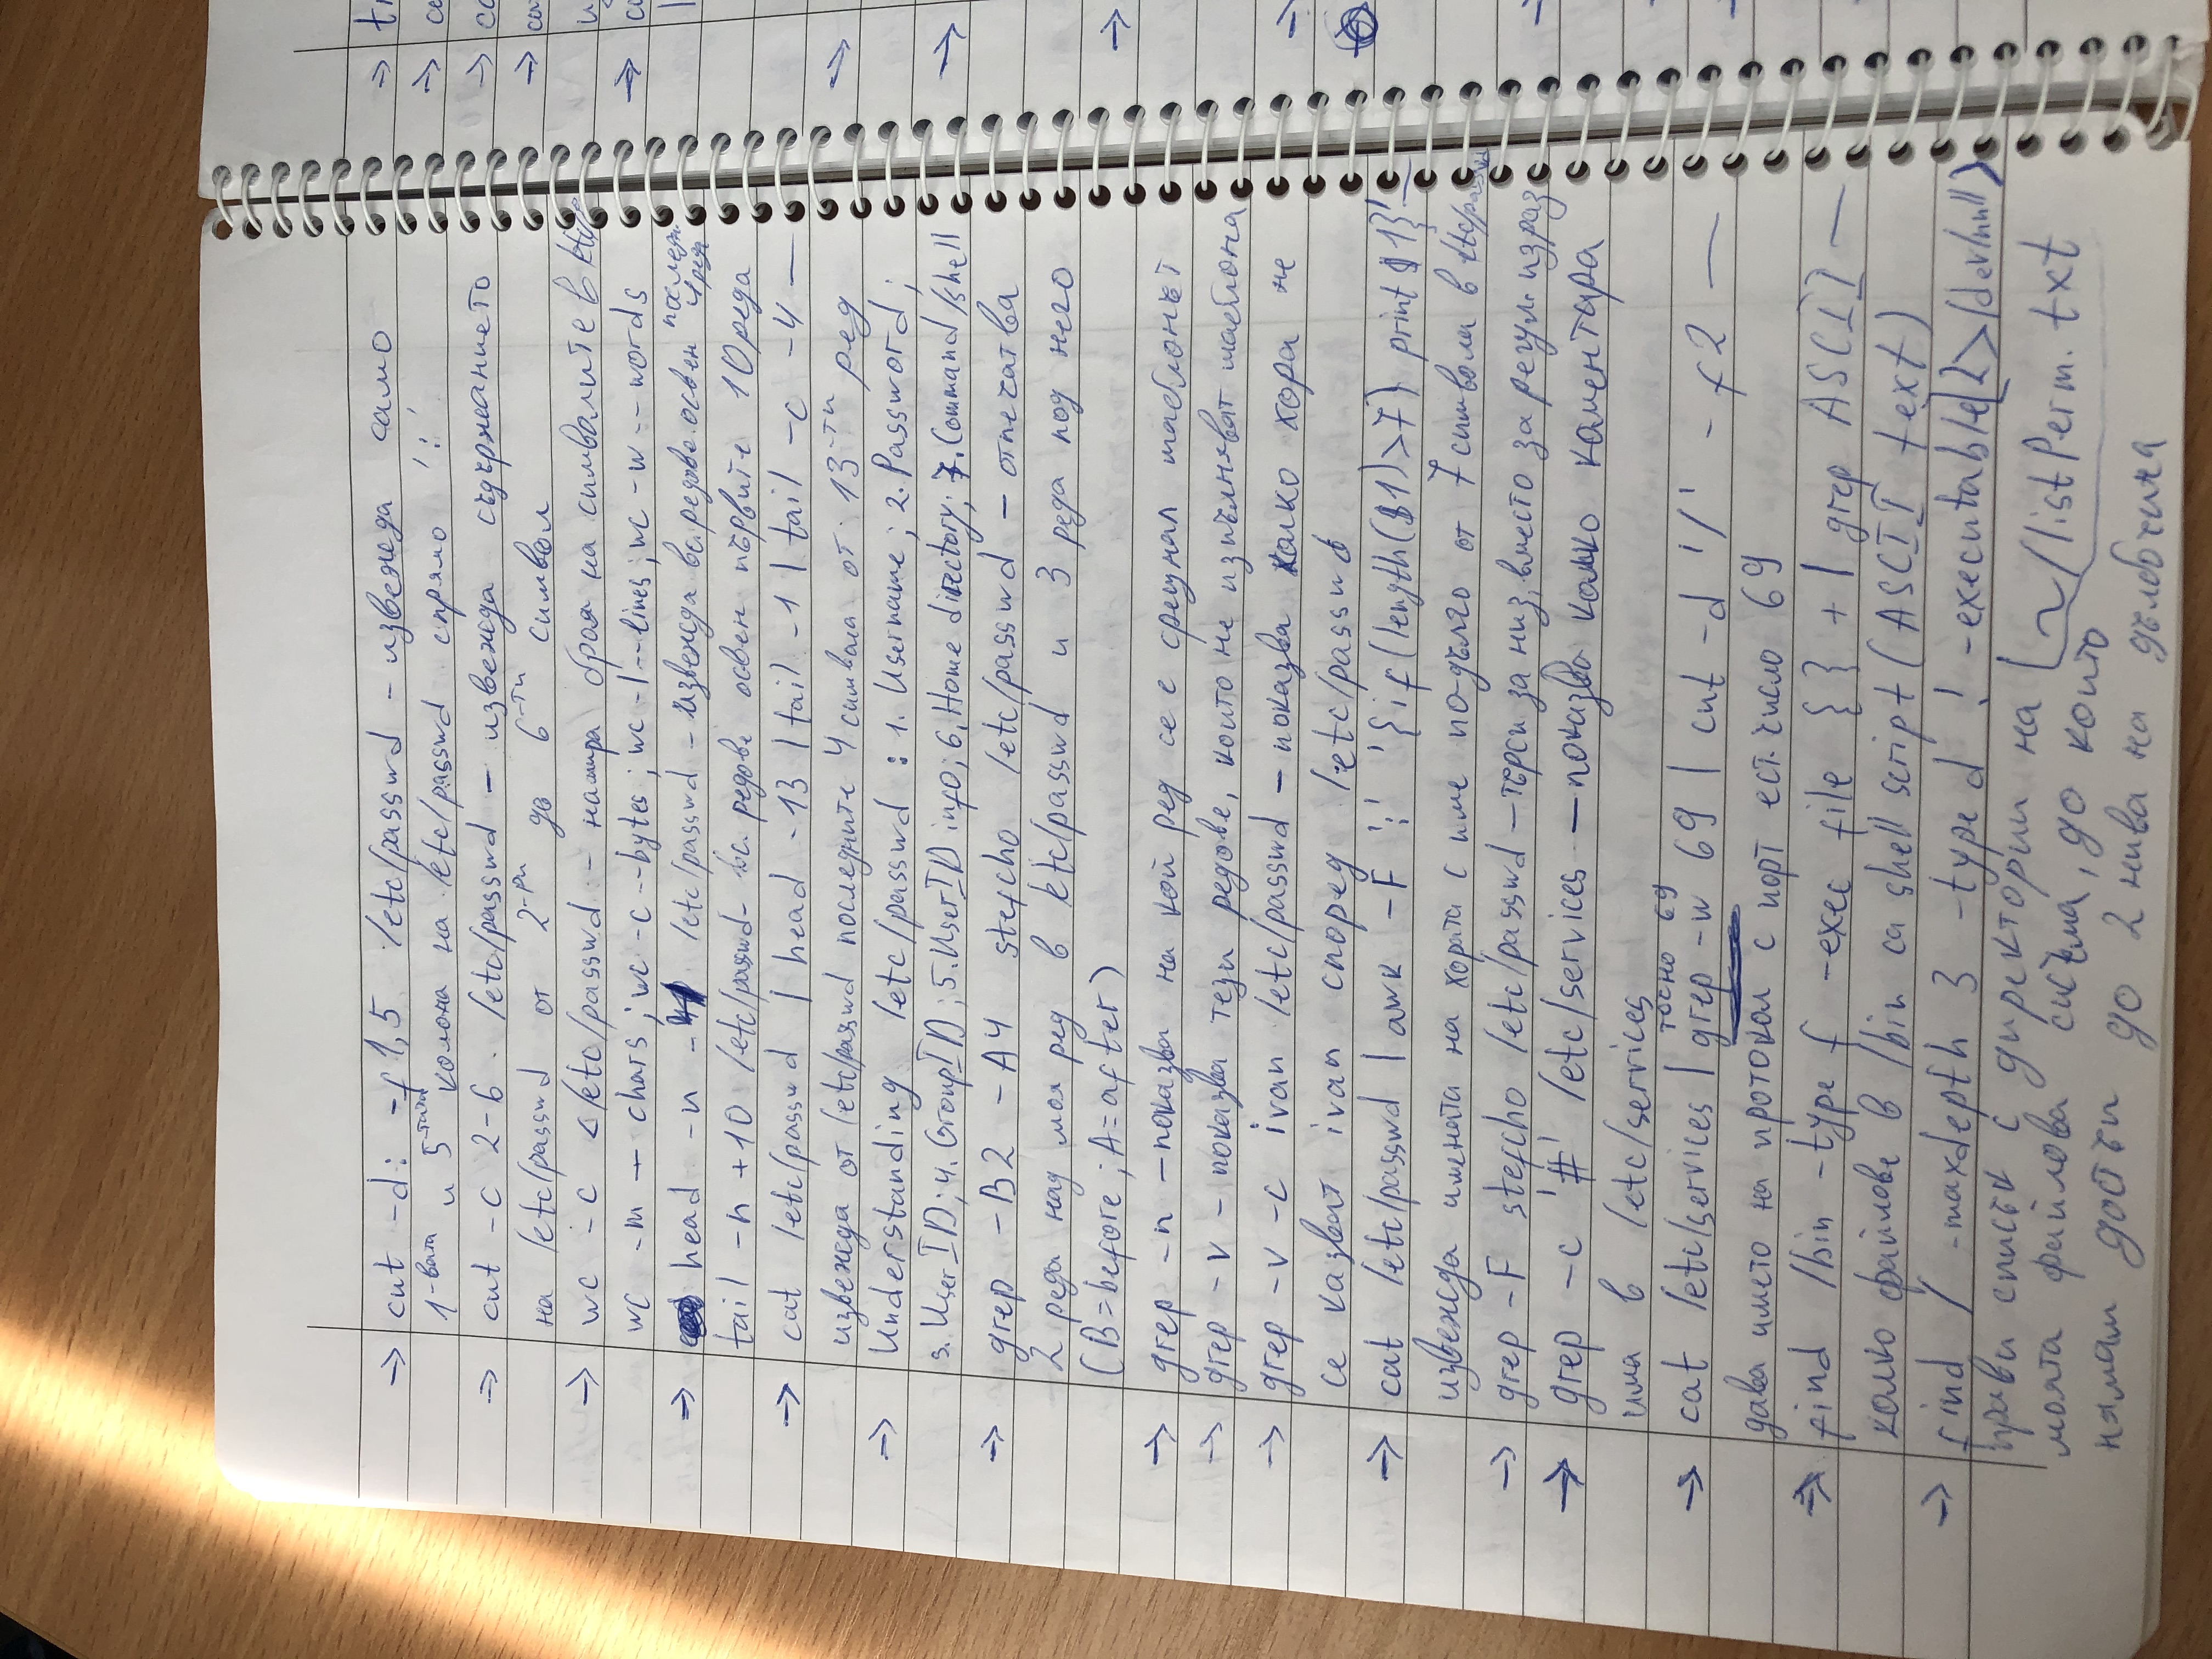 → cut -d: -f1,5 /etc/passwd - извежда само
1-вата и 5-тата колона на /etc/passwd спрямо ':'
→ cut -c 2-6 /etc/passwd - извежда съдържанието
на /etc/passwd от 2-ри до 6-ти символ
→ wc -c < /etc/passwd - намира броя на символите в
wc -m - chars; wc -c -- bytes; wc -l -- lines; wc -w -- words
→ head -n - /etc/passwd - извежда вс. редове освен последн. 4 реда
tail -n +10 /etc/passwd - вс. редове освен първите 10 реда
→ cat /etc/passwd | head -13 | tail -1 | tail -c -4 —
извежда от /etc/passwd последните 4 символа от 13-ти ред
→ Understanding /etc/passwd : 1. Username; 2. Password;
3. User ID; 4. Group ID; 5. User ID info; 6. Home directory; 7. Command/shell
→ grep -B2 -A4 stefcho /etc/passwd - отпечатва
2 реда над моя ред в /etc/passwd и 3 реда под него
(B=before; A=after)
→ grep -n - показва на кой ред се е срещнал шаблонът
→ grep -v - показва тези редове, които не изпълняват шаблона
→ grep -v -c ivan /etc/passwd - показва колко хора не
се казват ivan според /etc/passwd
→ cat /etc/passwd | awk -F ':' '{if(length($1)>7) print $1}' —
извежда имената на хората с име по-дълго от 7 символа в /etc/passwd
→ grep -F stefcho /etc/passwd - търси за низ, вместо за регул. израз
→ grep -c '#' /etc/services - показва колко коментара
има в /etc/services
точно 69
→ cat /etc/services | grep -w 69 | cut -d '/' -f2 —
дава името на протокол с порт ест. число 69
→ find /bin -type f -exec file {} + | grep ASCII —
колко файлове в /bin са shell script (ASCII text)
→ find / -maxdepth 3 -type d ! -executable 2>/dev/null >
прави списък с директории на ~/listPerm.txt
моята файлова система, до които
нямам достъп до 2 нива на дълбочина